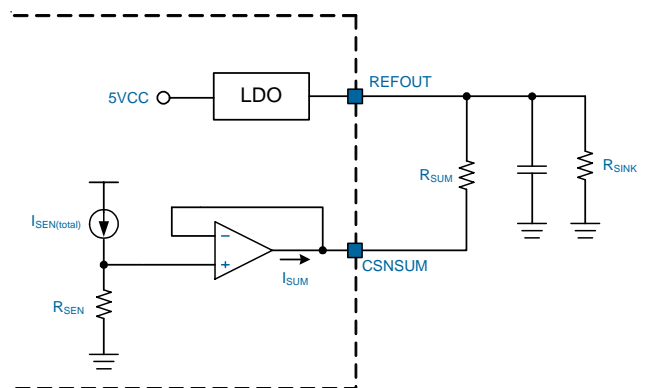 REFOUT
5VCC
LDO
RSUM
RSINK
ISEN(total)
-
+
ISUM
CSNSUM
RSEN